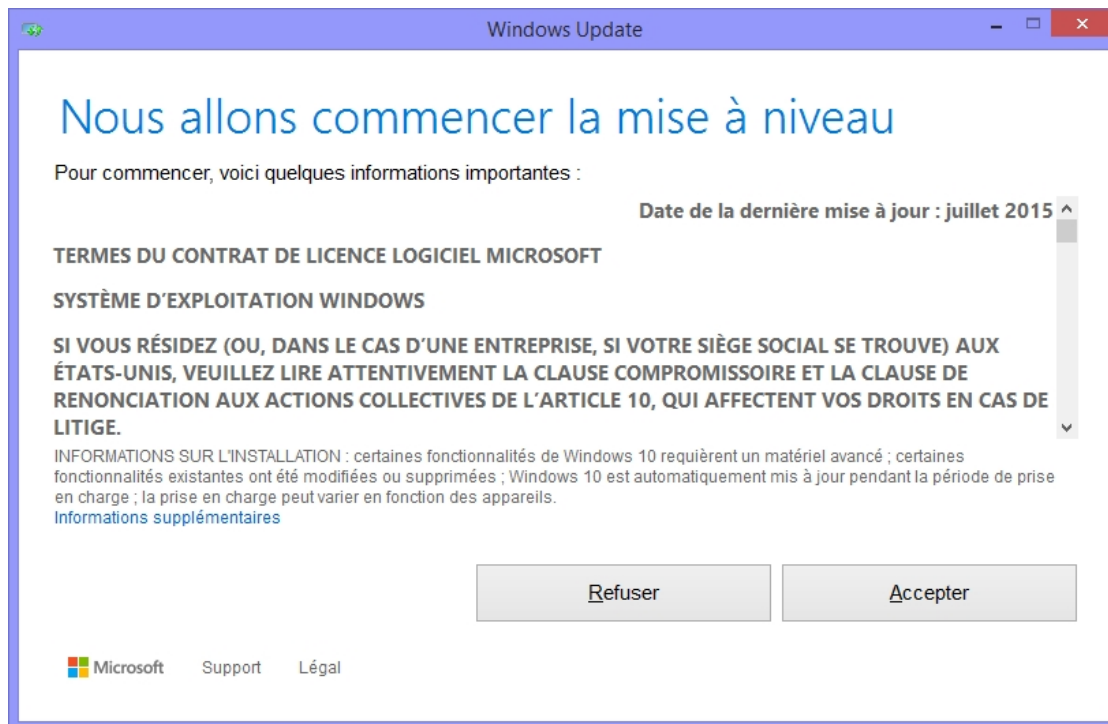 Windows Update
Nous allons commencer la mise à niveau
Pour commencer, voici quelques informations importantes :
Date de la dernière mise à jour : juillet 2015
TERMES DU CONTRAT DE LICENCE LOGICIEL MICROSOFT
SYSTÈME D’EXPLOITATION WINDOWS
SI VOUS RÉSIDEZ (OU, DANS LE CAS D’UNE ENTREPRISE, SI VOTRE SIÈGE SOCIAL SE TROUVE) AUX
ÉTATS-UNIS, VEUILLEZ LIRE ATTENTIVEMENT LA CLAUSE COMPROMISSOIRE ET LA CLAUSE DE
RENONCIATION AUX ACTIONS COLLECTIVES DE L’ARTICLE 10, QUI AFFECTENT VOS DROITS EN CAS DE
LITIGE.
INFORMATIONS SUR L'INSTALLATION : certaines fonctionnalités de Windows 10 requièrent un matériel avancé ; certaines
fonctionnalités existantes ont été modifiées ou supprimées ; Windows 10 est automatiquement mis à jour pendant la période de prise
en charge ; la prise en charge peut varier en fonction des appareils.
Informations supplémentaires
Refuser
Accepter
Microsoft Support Légal